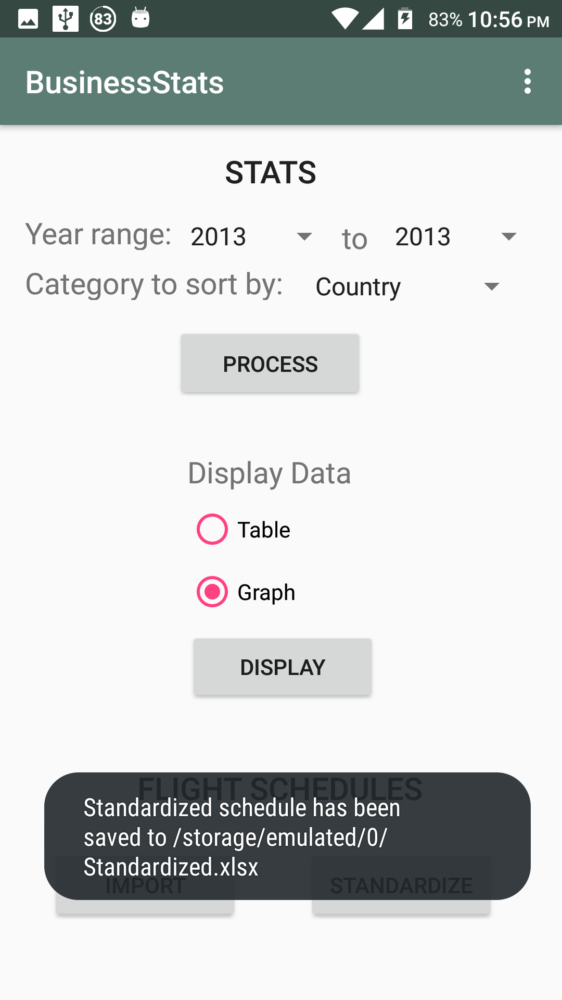 83 83% 10:56 PM
BusinessStats
STATS
Year range: 2013 to 2013
Category to sort by: Country
PROCESS
Display Data
Table
Graph
DISPLAY
FLIGHT SCHEDULES
Standardized schedule has been
saved to /storage/emulated/0/
Standardized.xlsx
IMPORT STANDARDIZE